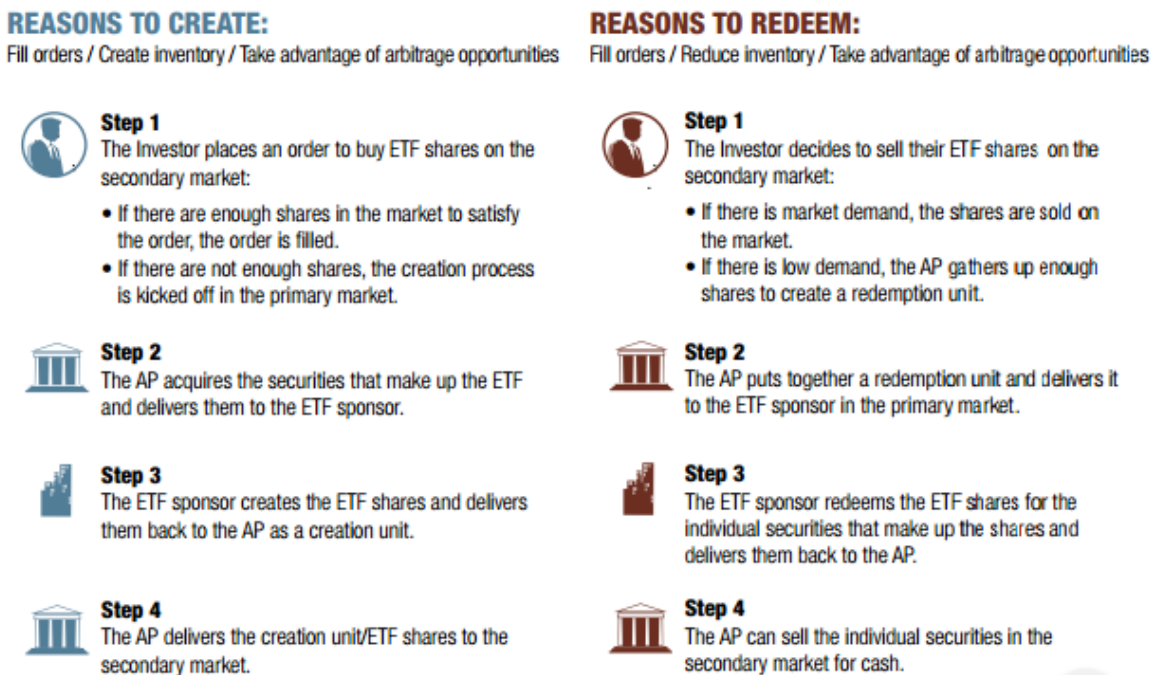 REASONS TO CREATE:
Fill orders / Create inventory / Take advantage of arbitrage opportunities
Step 1
The Investor places an order to buy ETF shares on the
secondary market:
• If there are enough shares in the market to satisfy
the order, the order is filled.
• If there are not enough shares, the creation process
is kicked off in the primary market.
Step 2
The AP acquires the securities that make up the ETF
and delivers them to the ETF sponsor.
Step 3
The ETF sponsor creates the ETF shares and delivers
them back to the AP as a creation unit.
Step 4
The AP delivers the creation unit/ETF shares to the
secondary market.
REASONS TO REDEEM:
Fill orders / Reduce inventory / Take advantage of arbitrage opportunities
Step 1
The Investor decides to sell their ETF shares on the
secondary market:
• If there is market demand, the shares are sold on
the market.
• If there is low demand, the AP gathers up enough
shares to create a redemption unit.
Step 2
The AP puts together a redemption unit and delivers it
to the ETF sponsor in the primary market.
Step 3
The ETF sponsor redeems the ETF shares for the
individual securities that make up the shares and
delivers them back to the AP.
Step 4
The AP can sell the individual securities in the
secondary market for cash.